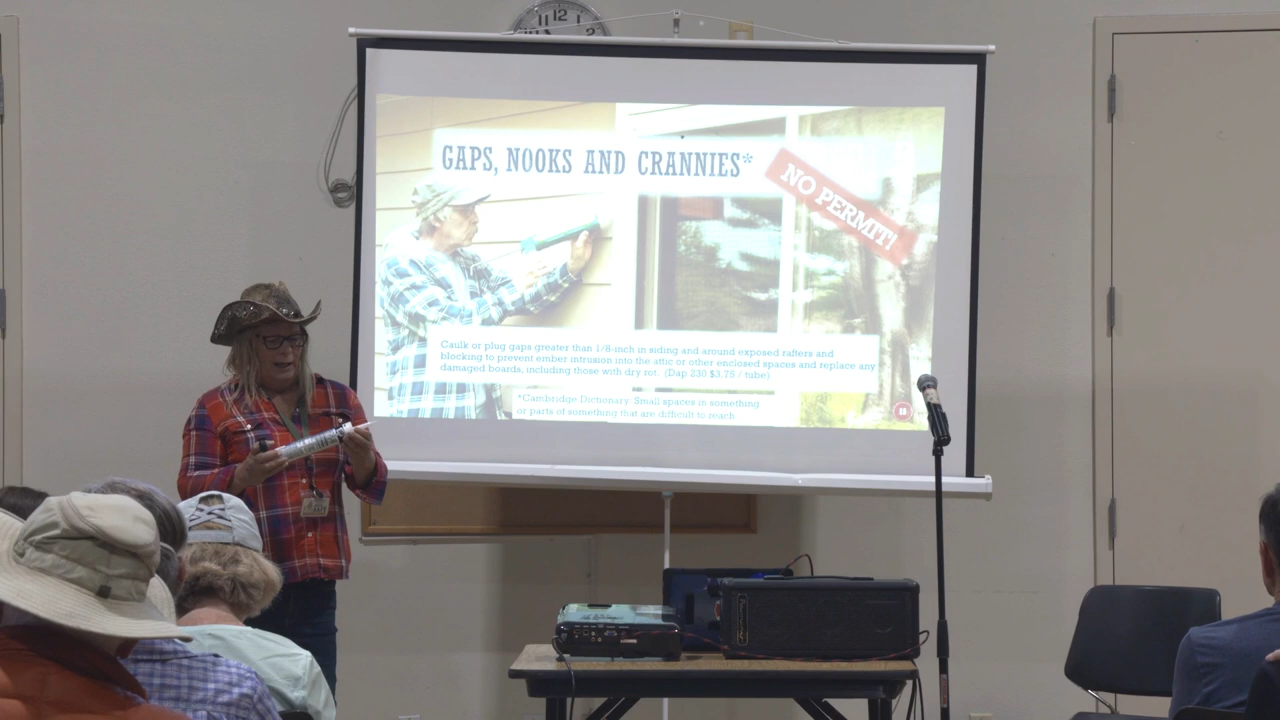 12
GAPS, NOOKS AND CRANNIES*
NO PERMIT!
Caulk or plug gaps greater than 1/8-inch in siding and around exposed rafters and
blocking to prevent ember intrusion into the attic or other enclosed spaces and replace any
damaged boards, including those with dry rot. (Dap 230 $3.75 / tube)
*Cambridge Dictionary: Small spaces in something
or parts of something that are difficult to reach